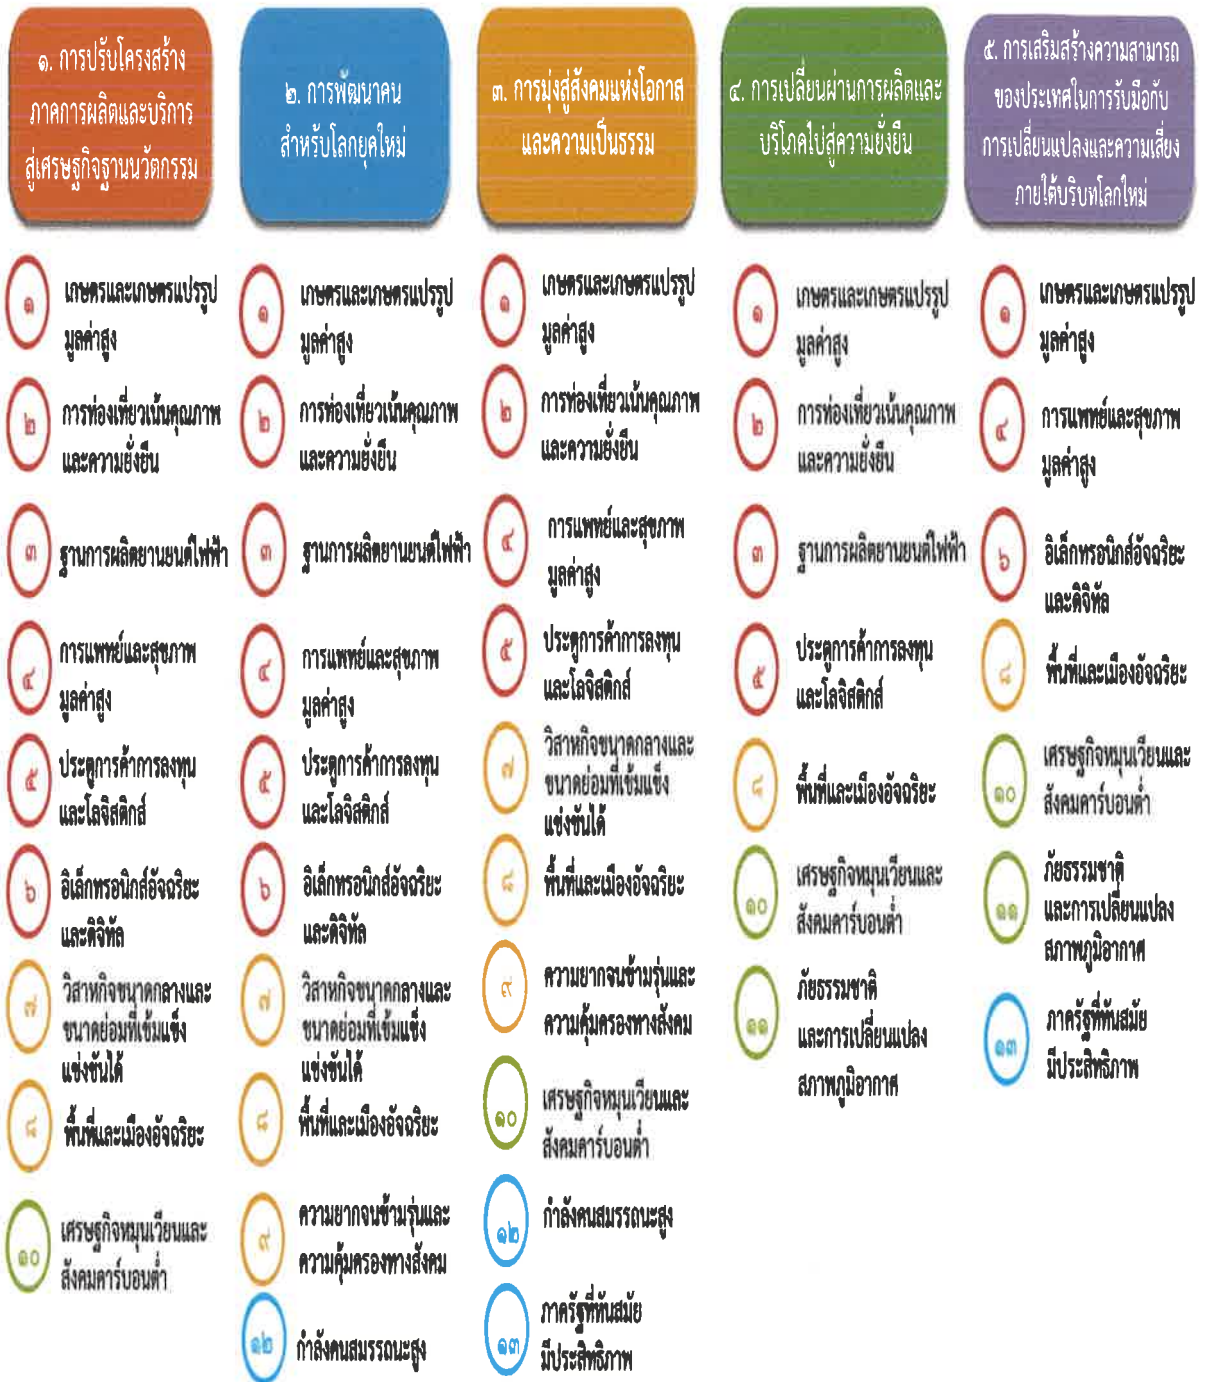 ๑. การปรับโครงสร้าง
ภาคการผลิตและบริการ
สู่เศรษฐกิจฐานนวัตกรรม
๒. การพัฒนาคน
สำหรับโลกยุคใหม่
๓. การมุ่งสู่สังคมแห่งโอกาส
และความเป็นธรรม
๔. การเปลี่ยนผ่านการผลิตและ
บริโภคไปสู่ความยั่งยืน
๕. การเสริมสร้างความสามารถ
ของประเทศในการรับมือกับ
การเปลี่ยนแปลงและความเสี่ยง
ภายใต้บริบทโลกใหม่
๑ เกษตรและเกษตรแปรรูป
มูลค่าสูง
๒ การท่องเที่ยวเน้นคุณภาพ
และความยั่งยืน
๓ ฐานการผลิตยานยนต์ไฟฟ้า
๔ การแพทย์และสุขภาพ
มูลค่าสูง
๕ ประตูการค้าการลงทุน
และโลจิสติกส์
๖ อิเล็กทรอนิกส์อัจฉริยะ
และดิจิทัล
๗ วิสาหกิจขนาดกลางและ
ขนาดย่อมที่เข้มแข็ง
แข่งขันได้
๘ พื้นที่และเมืองอัจฉริยะ
๑๐ เศรษฐกิจหมุนเวียนและ
สังคมคาร์บอนต่ำ
๑ เกษตรและเกษตรแปรรูป
มูลค่าสูง
๒ การท่องเที่ยวเน้นคุณภาพ
และความยั่งยืน
๓ ฐานการผลิตยานยนต์ไฟฟ้า
๔ การแพทย์และสุขภาพ
มูลค่าสูง
๕ ประตูการค้าการลงทุน
และโลจิสติกส์
๖ อิเล็กทรอนิกส์อัจฉริยะ
และดิจิทัล
๗ วิสาหกิจขนาดกลางและ
ขนาดย่อมที่เข้มแข็ง
แข่งขันได้
๘ พื้นที่และเมืองอัจฉริยะ
๙ ความยากจนข้ามรุ่นและ
ความคุ้มครองทางสังคม
๑๒ กำลังคนสมรรถนะสูง
๑ เกษตรและเกษตรแปรรูป
มูลค่าสูง
๒ การท่องเที่ยวเน้นคุณภาพ
และความยั่งยืน
๔ การแพทย์และสุขภาพ
มูลค่าสูง
๕ ประตูการค้าการลงทุน
และโลจิสติกส์
๗ วิสาหกิจขนาดกลางและ
ขนาดย่อมที่เข้มแข็ง
แข่งขันได้
๘ พื้นที่และเมืองอัจฉริยะ
๙ ความยากจนข้ามรุ่นและ
ความคุ้มครองทางสังคม
๑๐ เศรษฐกิจหมุนเวียนและ
สังคมคาร์บอนต่ำ
๑๒ กำลังคนสมรรถนะสูง
๑๓ ภาครัฐที่ทันสมัย
มีประสิทธิภาพ
๑ เกษตรและเกษตรแปรรูป
มูลค่าสูง
๒ การท่องเที่ยวเน้นคุณภาพ
และความยั่งยืน
๓ ฐานการผลิตยานยนต์ไฟฟ้า
๕ ประตูการค้าการลงทุน
และโลจิสติกส์
๘ พื้นที่และเมืองอัจฉริยะ
๑๐ เศรษฐกิจหมุนเวียนและ
สังคมคาร์บอนต่ำ
๑๑ ภัยธรรมชาติ
และการเปลี่ยนแปลง
สภาพภูมิอากาศ
๑ เกษตรและเกษตรแปรรูป
มูลค่าสูง
๔ การแพทย์และสุขภาพ
มูลค่าสูง
๖ อิเล็กทรอนิกส์อัจฉริยะ
และดิจิทัล
๘ พื้นที่และเมืองอัจฉริยะ
๑๐ เศรษฐกิจหมุนเวียนและ
สังคมคาร์บอนต่ำ
๑๑ ภัยธรรมชาติ
และการเปลี่ยนแปลง
สภาพภูมิอากาศ
๑๓ ภาครัฐที่ทันสมัย
มีประสิทธิภาพ